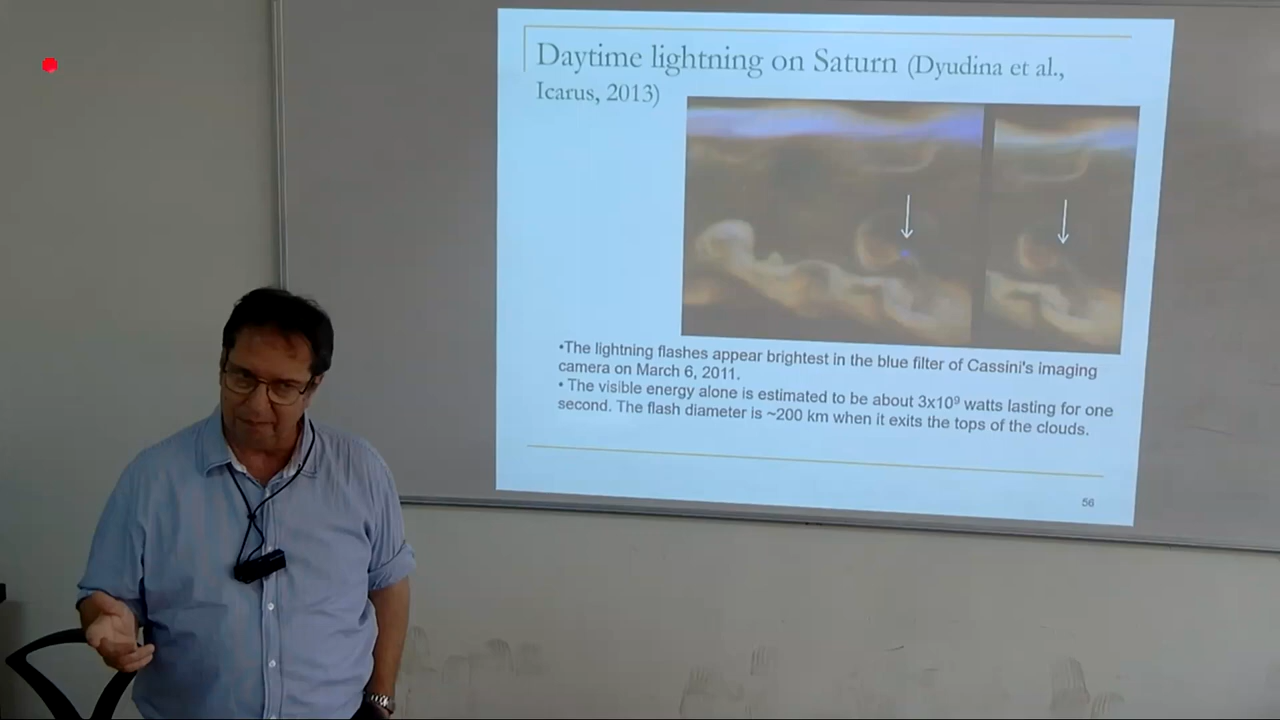 Daytime lightning on Saturn (Dyudina et al.,
Icarus, 2013)
•The lightning flashes appear brightest in the blue filter of Cassini's imaging
camera on March 6, 2011.
• The visible energy alone is estimated to be about 3x10⁹ watts lasting for one
second. The flash diameter is ~200 km when it exits the tops of the clouds.
56